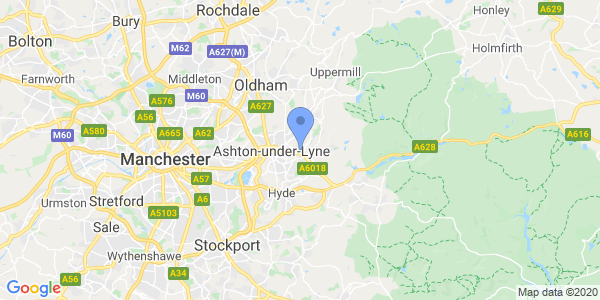 Rochdale
Honley
A629
Bury
Bolton
M62
A627(M)
Holmfirth
Uppermill
Farnworth
Middleton
Oldham
A576
M60
A627
A56
M60
A580
A665
A62
A616
A628
Manchester
Ashton-under-Lyne
A6018
A57
Hyde
Urmston
Stretford
A6
A5103
Sale
Stockport
Wythenshawe
A34
A56
Google
Map data ©2020